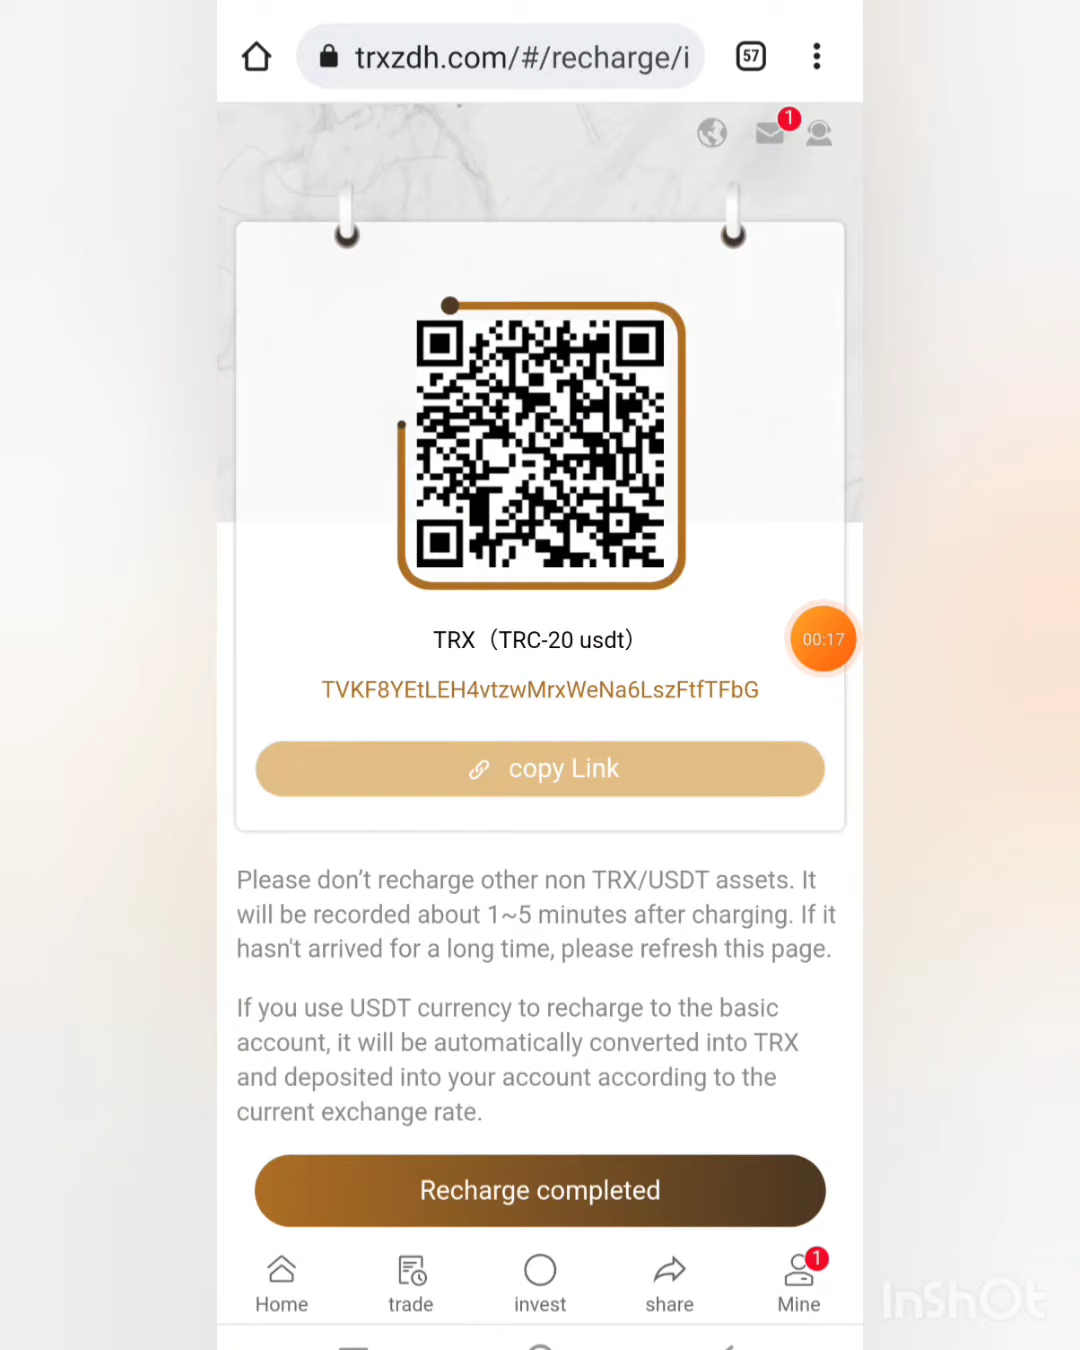 trxzdh.com/#/recharge/i
57
1
TRX（TRC-20 usdt）
00:17
TVKF8YEtLEH4vtzwMrxWeNa6LszFtfTFbG
copy Link
Please don’t recharge other non TRX/USDT assets. It
will be recorded about 1~5 minutes after charging. If it
hasn't arrived for a long time, please refresh this page.
If you use USDT currency to recharge to the basic
account, it will be automatically converted into TRX
and deposited into your account according to the
current exchange rate.
Recharge completed
1
Home
trade
invest
share
Mine
InShOt